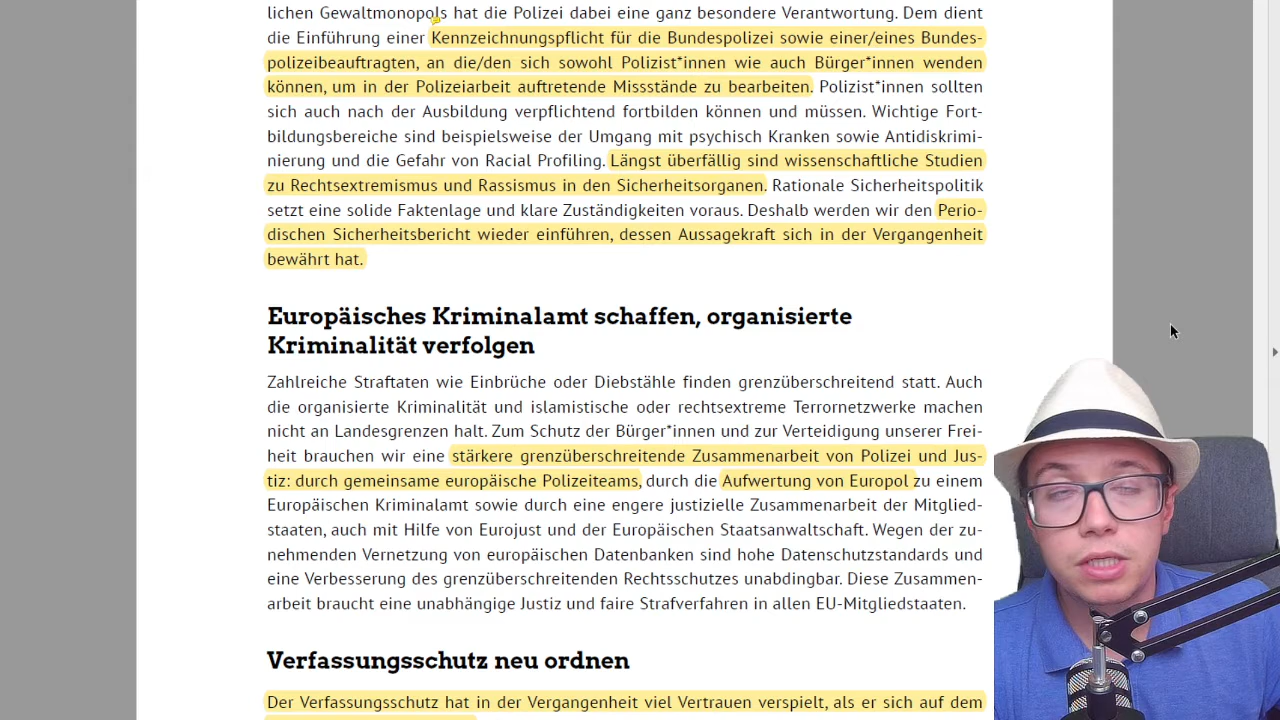 lichen Gewaltmonopols hat die Polizei dabei eine ganz besondere Verantwortung. Dem dient
die Einführung einer Kennzeichnungspflicht für die Bundespolizei sowie einer/eines Bundes-
polizeibeauftragten, an die/den sich sowohl Polizist*innen wie auch Bürger*innen wenden
können, um in der Polizeiarbeit auftretende Missstände zu bearbeiten. Polizist*innen sollten
sich auch nach der Ausbildung verpflichtend fortbilden können und müssen. Wichtige Fort-
bildungsbereiche sind beispielsweise der Umgang mit psychisch Kranken sowie Antidiskrimi-
nierung und die Gefahr von Racial Profiling. Längst überfällig sind wissenschaftliche Studien
zu Rechtsextremismus und Rassismus in den Sicherheitsorganen. Rationale Sicherheitspolitik
setzt eine solide Faktenlage und klare Zuständigkeiten voraus. Deshalb werden wir den Perio-
dischen Sicherheitsbericht wieder einführen, dessen Aussagekraft sich in der Vergangenheit
bewährt hat.
Europäisches Kriminalamt schaffen, organisierte
Kriminalität verfolgen
Zahlreiche Straftaten wie Einbrüche oder Diebstähle finden grenzüberschreitend statt. Auch
die organisierte Kriminalität und islamistische oder rechtsextreme Terrornetzwerke machen
nicht an Landesgrenzen halt. Zum Schutz der Bürger*innen und zur Verteidigung unserer Frei-
heit brauchen wir eine stärkere grenzüberschreitende Zusammenarbeit von Polizei und Jus-
tiz: durch gemeinsame europäische Polizeiteams, durch die Aufwertung von Europol zu einem
Europäischen Kriminalamt sowie durch eine engere justizielle Zusammenarbeit der Mitglied-
staaten, auch mit Hilfe von Eurojust und der Europäischen Staatsanwaltschaft. Wegen der zu-
nehmenden Vernetzung von europäischen Datenbanken sind hohe Datenschutzstandards und
eine Verbesserung des grenzüberschreitenden Rechtsschutzes unabdingbar. Diese Zusammen-
arbeit braucht eine unabhängige Justiz und faire Strafverfahren in allen EU-Mitgliedstaaten.
Verfassungsschutz neu ordnen
Der Verfassungsschutz hat in der Vergangenheit viel Vertrauen verspielt, als er sich auf dem